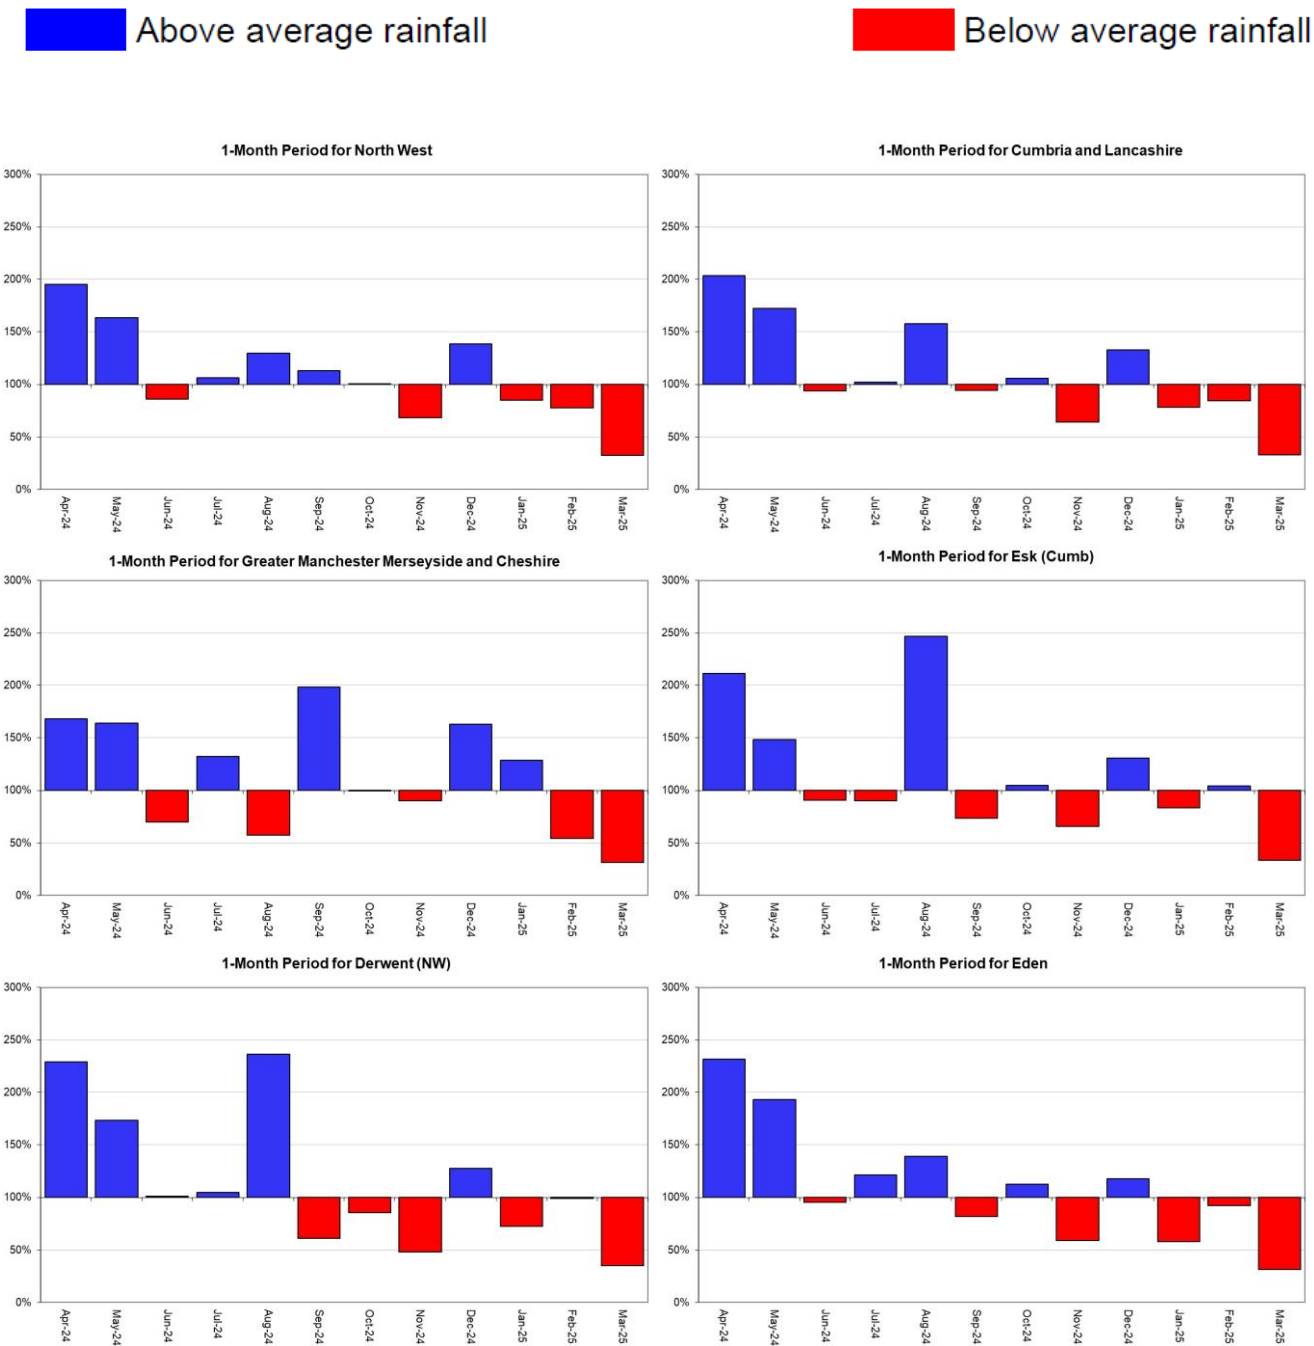 Above average rainfall
Below average rainfall
1-Month Period for North West
300%
250%
200%
150%
100%
50%
0%
Apr-24
May-24
Jun-24
Jul-24
Aug-24
Sep-24
Oct-24
Nov-24
Dec-24
Jan-25
Feb-25
Mar-25
1-Month Period for Cumbria and Lancashire
300%
250%
200%
150%
100%
50%
0%
Apr-24
May-24
Jun-24
Jul-24
Aug-24
Sep-24
Oct-24
Nov-24
Dec-24
Jan-25
Feb-25
Mar-25
1-Month Period for Greater Manchester Merseyside and Cheshire
300%
250%
200%
150%
100%
50%
0%
Apr-24
May-24
Jun-24
Jul-24
Aug-24
Sep-24
Oct-24
Nov-24
Dec-24
Jan-25
Feb-25
Mar-25
1-Month Period for Esk (Cumb)
300%
250%
200%
150%
100%
50%
0%
Apr-24
May-24
Jun-24
Jul-24
Aug-24
Sep-24
Oct-24
Nov-24
Dec-24
Jan-25
Feb-25
Mar-25
1-Month Period for Derwent (NW)
300%
250%
200%
150%
100%
50%
0%
Apr-24
May-24
Jun-24
Jul-24
Aug-24
Sep-24
Oct-24
Nov-24
Dec-24
Jan-25
Feb-25
Mar-25
1-Month Period for Eden
300%
250%
200%
150%
100%
50%
0%
Apr-24
May-24
Jun-24
Jul-24
Aug-24
Sep-24
Oct-24
Nov-24
Dec-24
Jan-25
Feb-25
Mar-25